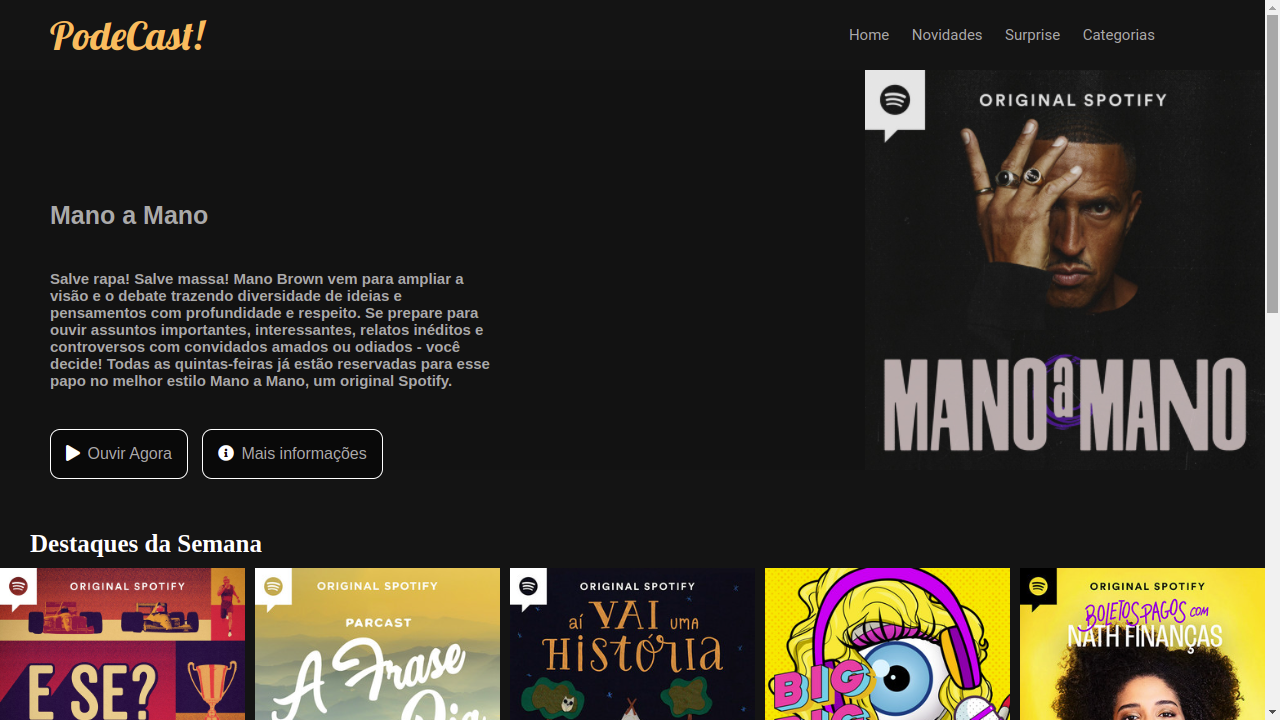 PodeCast!
Home Novidades Surprise Categorias
ORIGINAL SPOTIFY
MANO a MANO
Mano a Mano
Salve rapa! Salve massa! Mano Brown vem para ampliar a
visão e o debate trazendo diversidade de ideias e
pensamentos com profundidade e respeito. Se prepare para
ouvir assuntos importantes, interessantes, relatos inéditos e
controversos com convidados amados ou odiados - você
decide! Todas as quintas-feiras já estão reservadas para esse
papo no melhor estilo Mano a Mano, um original Spotify.
Ouvir Agora
Mais informações
Destaques da Semana
ORIGINAL SPOTIFY
E SE?
ORIGINAL SPOTIFY
PARCAST
A Frase
ORIGINAL SPOTIFY
aí VAI UMA
HISTÓRIA
BIG
ORIGINAL SPOTIFY
BOLETOSPAGOS.COM
NATH FINANÇAS